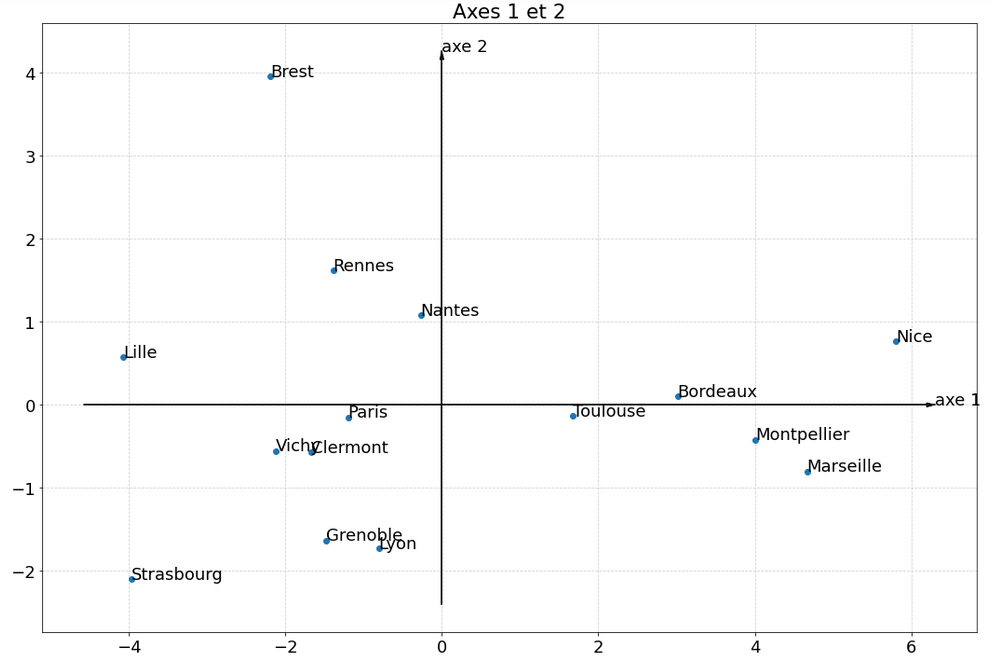 Axes 1 et 2
axe 2
4
Brest
3
2
Rennes
Nantes
1
Nice
Lille
Bordeaux
axe 1
0
Paris
Toulouse
Montpellier
Vichy
Clermont
Marseille
−1
Grenoble
Lyon
−2
Strasbourg
−4
−2
0
2
4
6